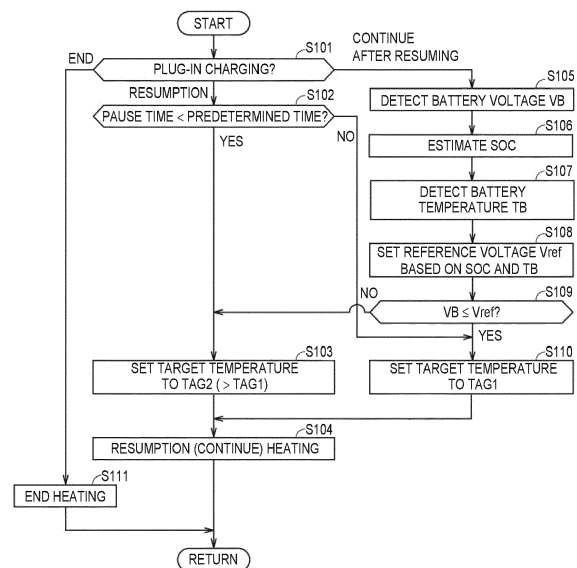 START
S101
CONTINUE
AFTER RESUMING
END
PLUG-IN CHARGING?
RESUMPTION
S102
PAUSE TIME < PREDETERMINED TIME?
NO
YES
S105
DETECT BATTERY VOLTAGE VB
S106
ESTIMATE SOC
S107
DETECT BATTERY
TEMPERATURE TB
S108
SET REFERENCE VOLTAGE Vref
BASED ON SOC AND TB
NO
S109
VB ≤ Vref?
YES
S103
SET TARGET TEMPERATURE
TO TAG2 ( > TAG1)
S110
SET TARGET TEMPERATURE
TO TAG1
S104
RESUMPTION (CONTINUE) HEATING
S111
END HEATING
RETURN